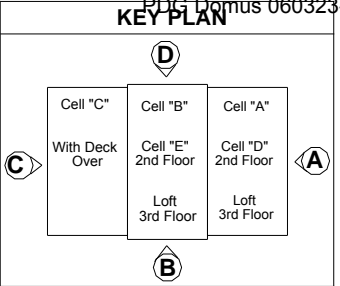 PDG Domus 060323
KEY PLAN
D
Cell "C"
Cell "B"
Cell "A"
With Deck
Over
Cell "E"
2nd Floor
Cell "D"
2nd Floor
C
A
Loft
3rd Floor
Loft
3rd Floor
B